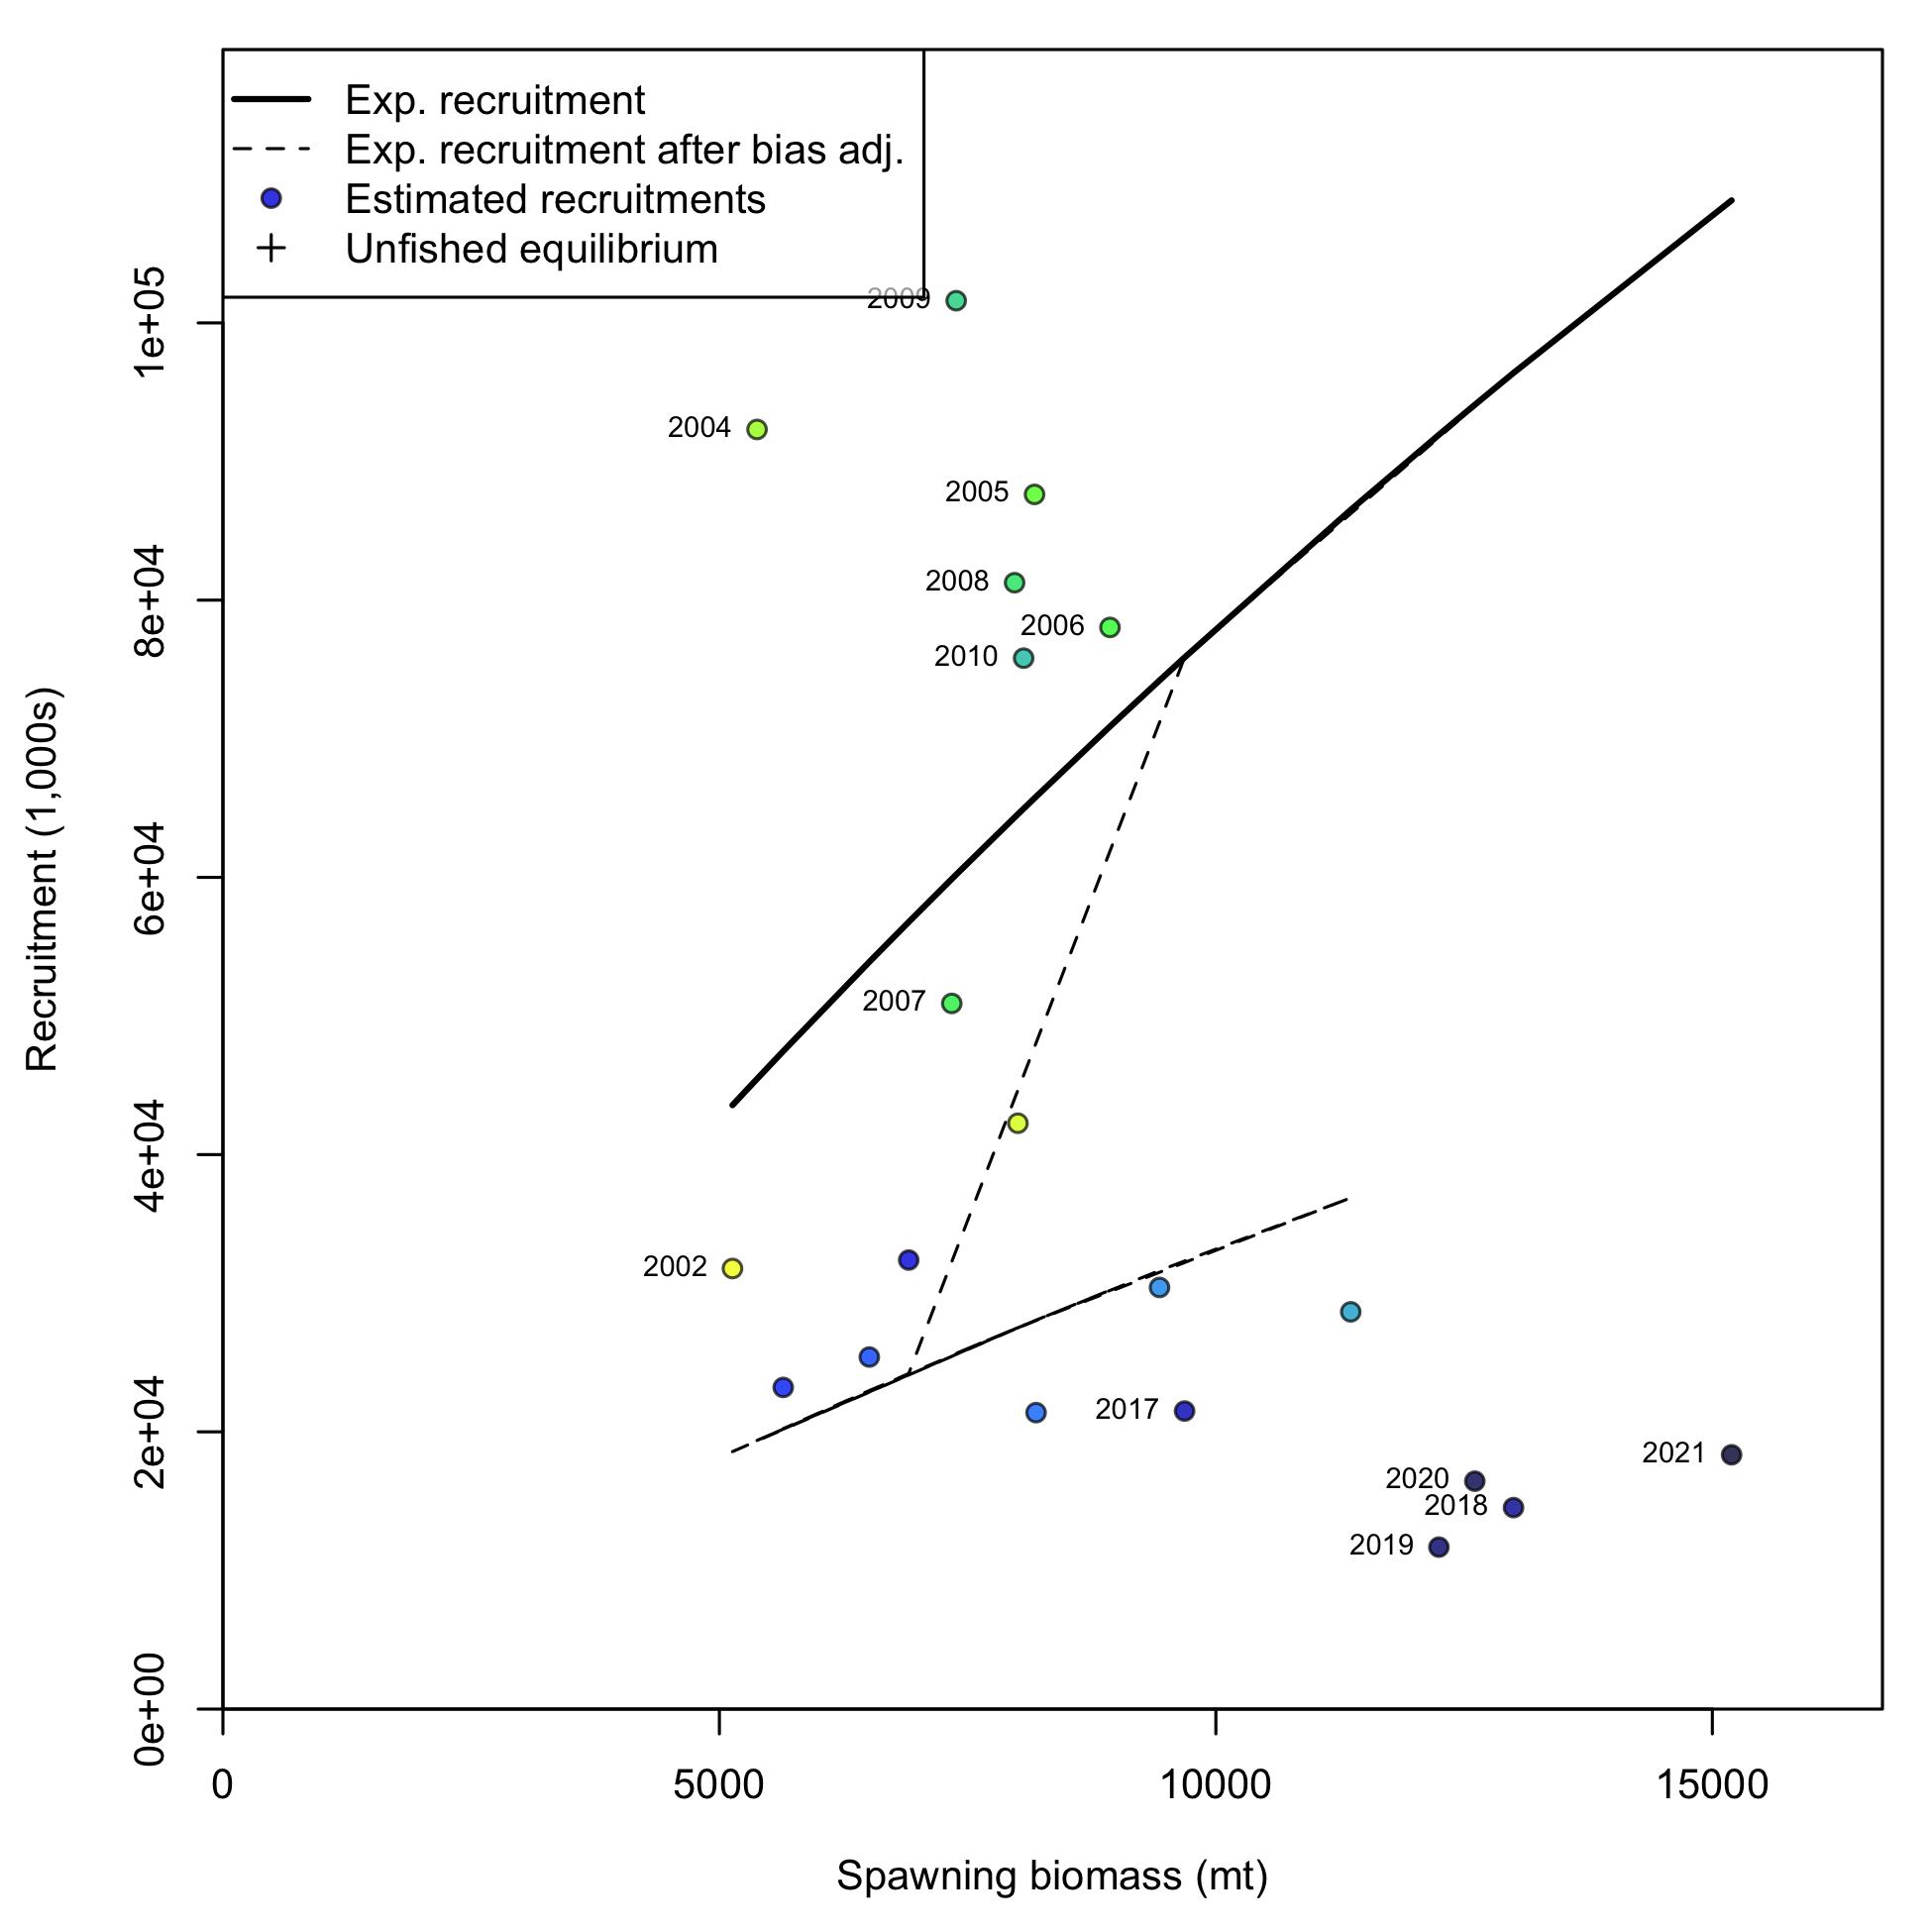 Exp. recruitment
Exp. recruitment after bias adj.
Estimated recruitments
Unfished equilibrium
2009
2004
2005
2008
2006
2010
2007
2002
2017
2021
2020
2018
2019
1e+05
8e+04
6e+04
4e+04
2e+04
0e+00
Recruitment (1,000s)
0
5000
10000
15000
Spawning biomass (mt)